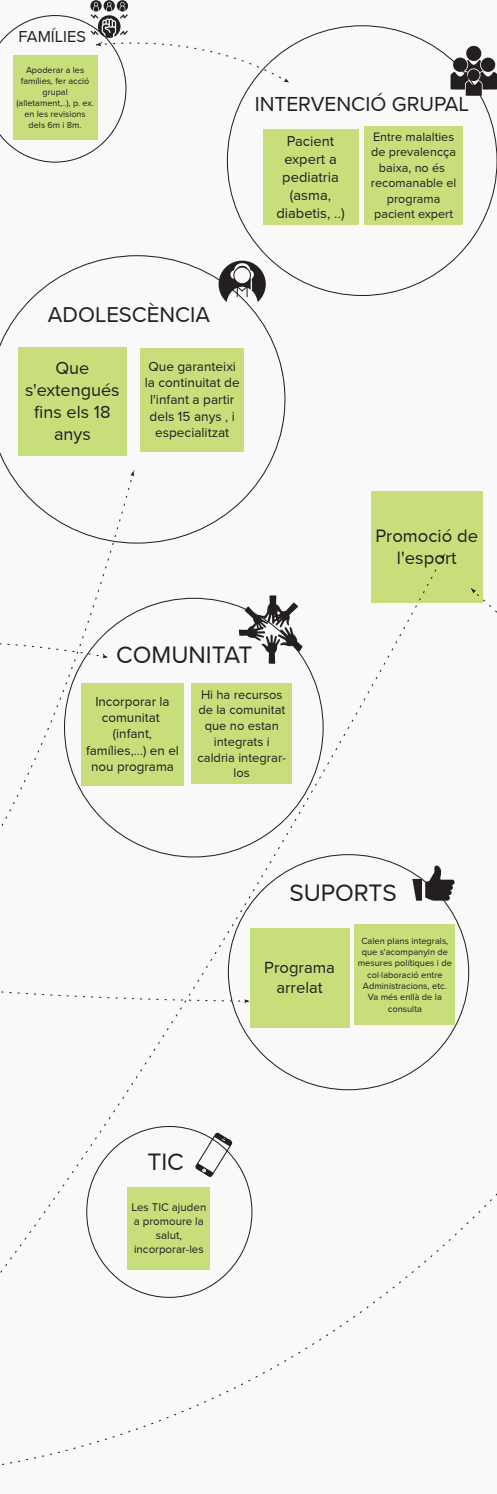 FAMÍLIES
Apoderar a les
famílies, fer acció
grupal
(alletament,..), p. ex.
en les revisions
dels 6m i 8m.
INTERVENCIÓ GRUPAL
Pacient
expert a
pediatria
(asma,
diabetis, ..)
Entre malalties
de prevalencça
baixa, no és
recomanable el
programa
pacient expert
ADOLESCÈNCIA
Que
s'extengués
fins els 18
anys
Que garanteixi
la continuitat de
l'infant a partir
dels 15 anys , i
especialitzat
Promoció de
l'esport
COMUNITAT
Incorporar la
comunitat
(infant,
famílies,...) en el
nou programa
Hi ha recursos
de la comunitat
que no estan
integrats i
caldria integrar-
los
SUPORTS
Programa
arrelat
Calen plans integrals,
que s'acompanyin de
mesures polítiques i de
col·laboració entre
Administracions, etc.
Va més enllà de la
consulta
TIC
Les TIC ajuden
a promoure la
salut,
incorporar-les